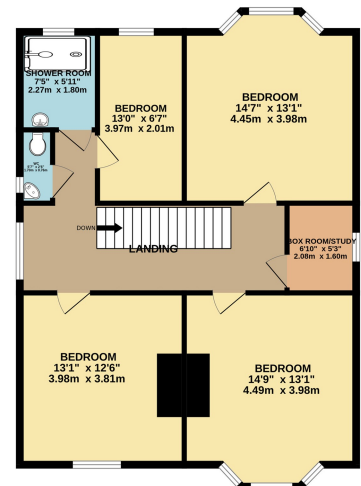 SHOWER ROOM
7'5" x 5'11"
2.27m x 1.80m
BEDROOM
13'0" x 6'7"
3.97m x 2.01m
BEDROOM
14'7" x 13'1"
4.45m x 3.98m
WC
DOWN
LANDING
BOX ROOM/STUDY
6'10" x 5'3"
2.08m x 1.60m
BEDROOM
13'1" x 12'6"
3.98m x 3.81m
BEDROOM
14'9" x 13'1"
4.49m x 3.98m